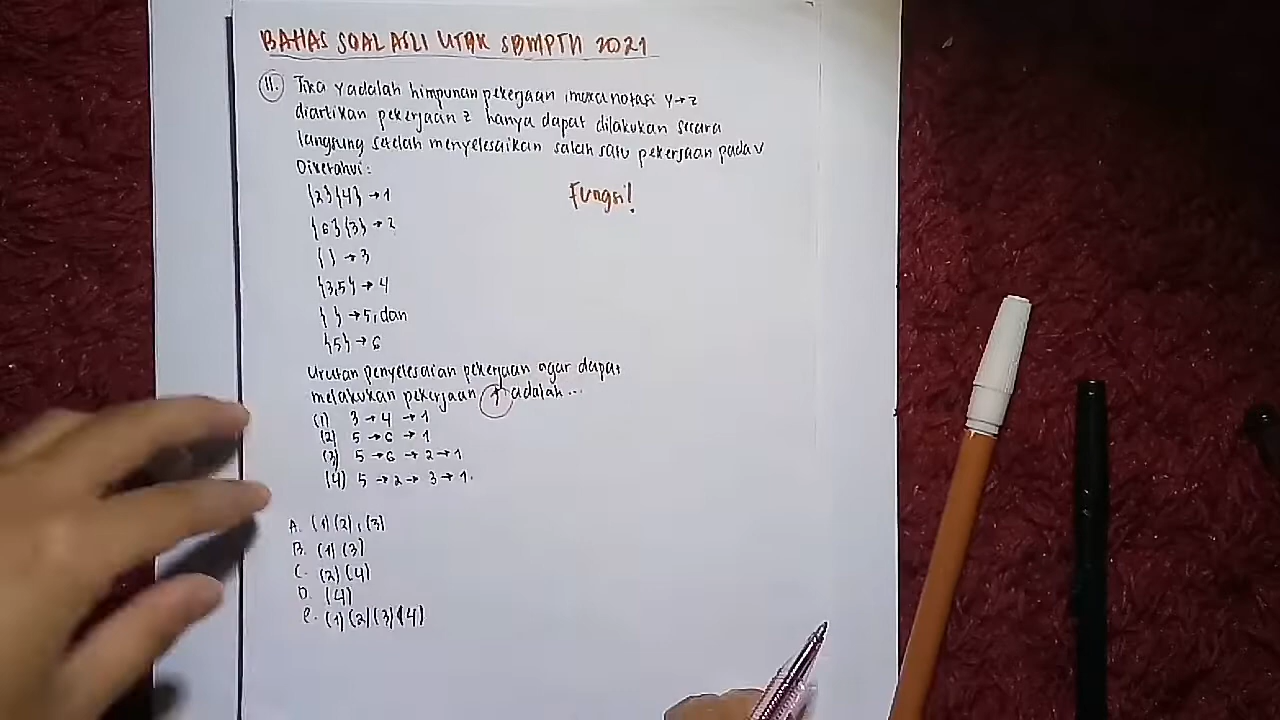 BAHAS SOAL ASLI UTBK SBMPTN 2021
11. Jika Y adalah himpunan pekerjaan, maka notasi Y→Z
diartikan pekerjaan Z hanya dapat dilakukan secara
langsung setelah menyelesaikan salah satu pekerjaan pada Y
Diketahui:
{2}{4} → 1
{6}{3} → 2
Fungsi!
{ } → 3
{3,5} → 4
{ } → 5, dan
{5} → 6
Urutan penyelesaian pekerjaan agar dapat
melakukan pekerjaan 1 adalah...
(1) 3 → 4 → 1
(2) 5 → 6 → 1
(3) 5 → 6 → 2 → 1
(4) 5 → 2 → 3 → 1.
A. (1) (2), (3)
B. (1) (3)
C. (2) (4)
D. (4)
E. (1) (2) (3) (4)